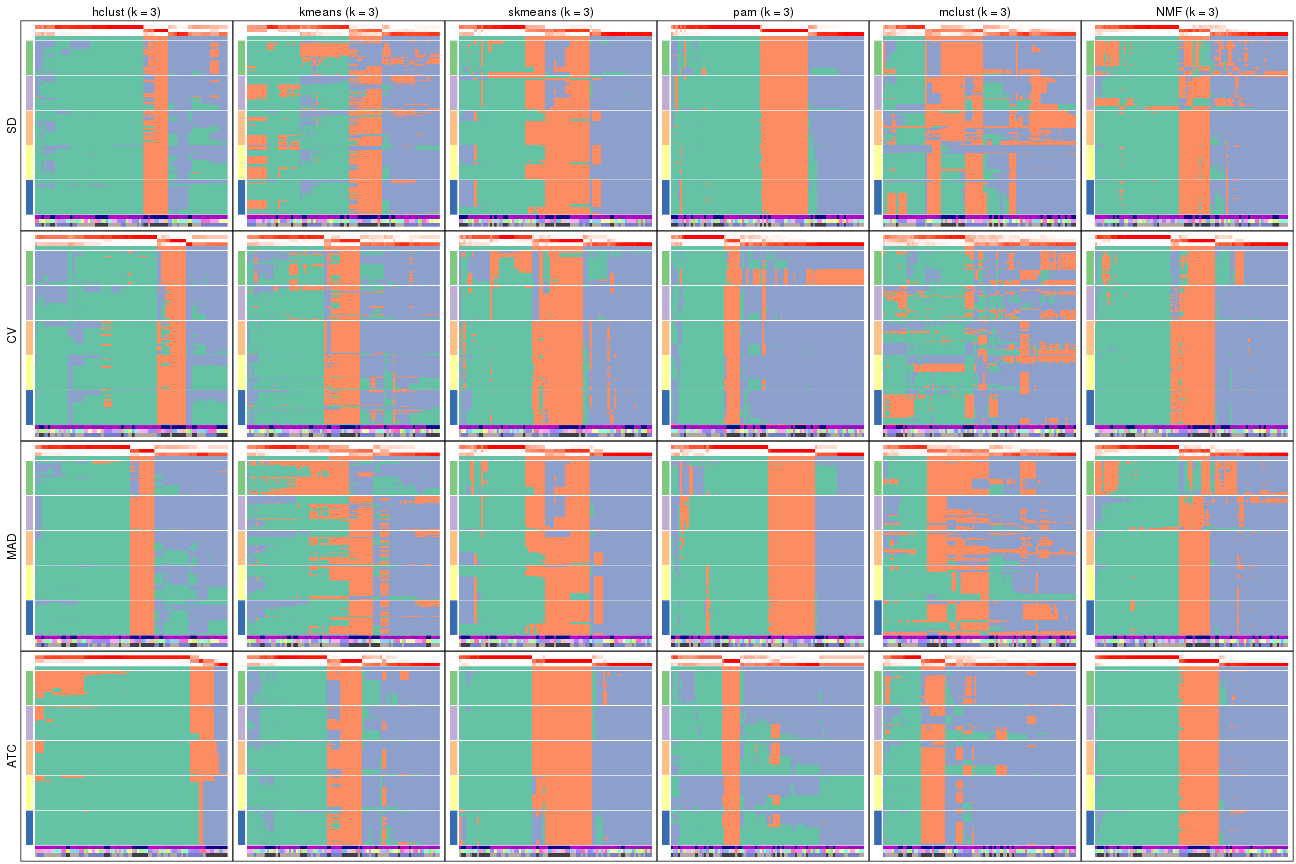 hclust (k = 3) kmeans (k = 3) skmeans (k = 3) pam (k = 3) mclust (k = 3) NMF (k = 3)
SD
CV
MAD
ATC